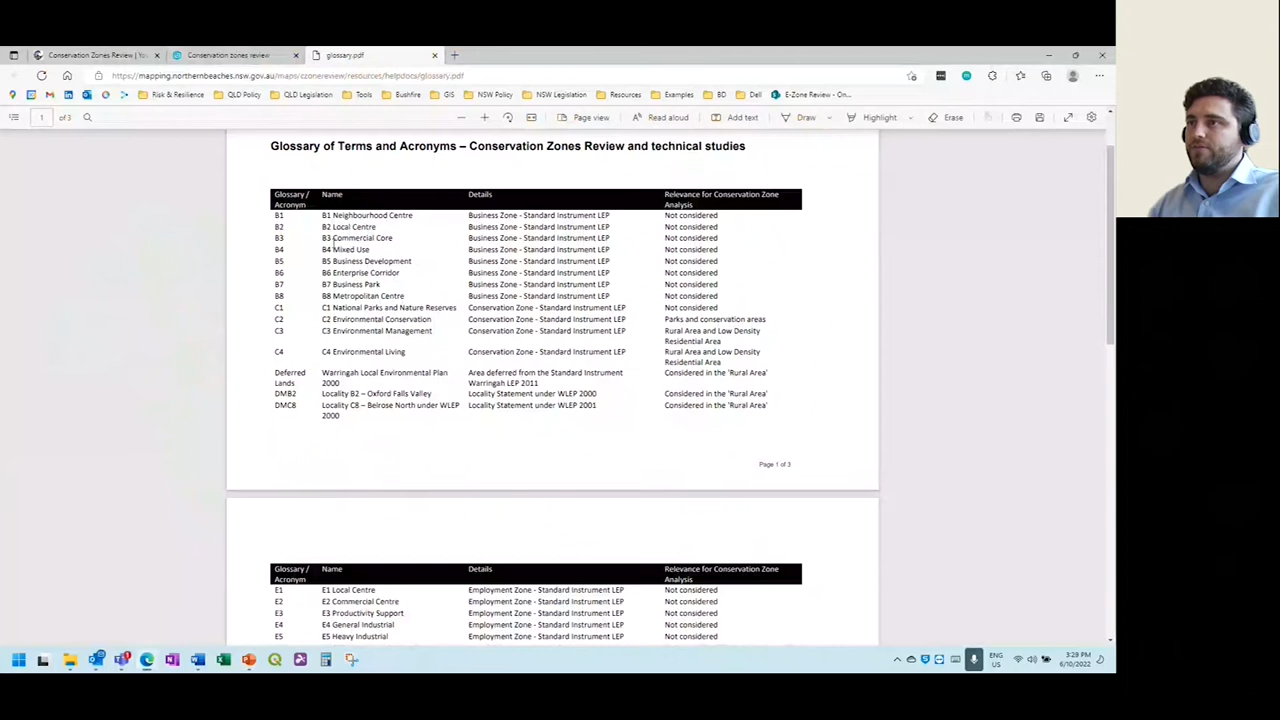 Conservation Zones Review | Yo
Conservation zones review
glossary.pdf
https://mapping.northernbeaches.nsw.gov.au/maps/czonereview/resources/helpdocs/glossary.pdf
Risk & Resilience
QLD Policy
QLD Legislation
Tools
Bushfire
GIS
NSW Policy
NSW Legislation
Resources
Examples
BD
Dell
E-Zone Review - On...
1 of 3
Page view
Read aloud
Add text
Draw
Highlight
Erase
Glossary of Terms and Acronyms – Conservation Zones Review and technical studies
Glossary / Acronym Name Details Relevance for Conservation Zone Analysis
B1 B1 Neighbourhood Centre Business Zone - Standard Instrument LEP Not considered
B2 B2 Local Centre Business Zone - Standard Instrument LEP Not considered
B3 B3 Commercial Core Business Zone - Standard Instrument LEP Not considered
B4 B4 Mixed Use Business Zone - Standard Instrument LEP Not considered
B5 B5 Business Development Business Zone - Standard Instrument LEP Not considered
B6 B6 Enterprise Corridor Business Zone - Standard Instrument LEP Not considered
B7 B7 Business Park Business Zone - Standard Instrument LEP Not considered
B8 B8 Metropolitan Centre Business Zone - Standard Instrument LEP Not considered
C1 C1 National Parks and Nature Reserves Conservation Zone - Standard Instrument LEP Not considered
C2 C2 Environmental Conservation Conservation Zone - Standard Instrument LEP Parks and conservation areas
C3 C3 Environmental Management Conservation Zone - Standard Instrument LEP Rural Area and Low Density Residential Area
C4 C4 Environmental Living Conservation Zone - Standard Instrument LEP Rural Area and Low Density Residential Area
Deferred Lands Warringah Local Environmental Plan 2000 Area deferred from the Standard Instrument Warringah LEP 2011 Considered in the 'Rural Area'
DMB2 Locality B2 – Oxford Falls Valley Locality Statement under WLEP 2000 Considered in the 'Rural Area'
DMC8 Locality C8 – Belrose North under WLEP 2000 Locality Statement under WLEP 2001 Considered in the 'Rural Area'
Page 1 of 3
Glossary / Acronym Name Details Relevance for Conservation Zone Analysis
E1 E1 Local Centre Employment Zone - Standard Instrument LEP Not considered
E2 E2 Commercial Centre Employment Zone - Standard Instrument LEP Not considered
E3 E3 Productivity Support Employment Zone - Standard Instrument LEP Not considered
E4 E4 General Industrial Employment Zone - Standard Instrument LEP Not considered
E5 E5 Heavy Industrial Employment Zone - Standard Instrument LEP Not considered
ENG
US
3:29 PM
6/10/2022